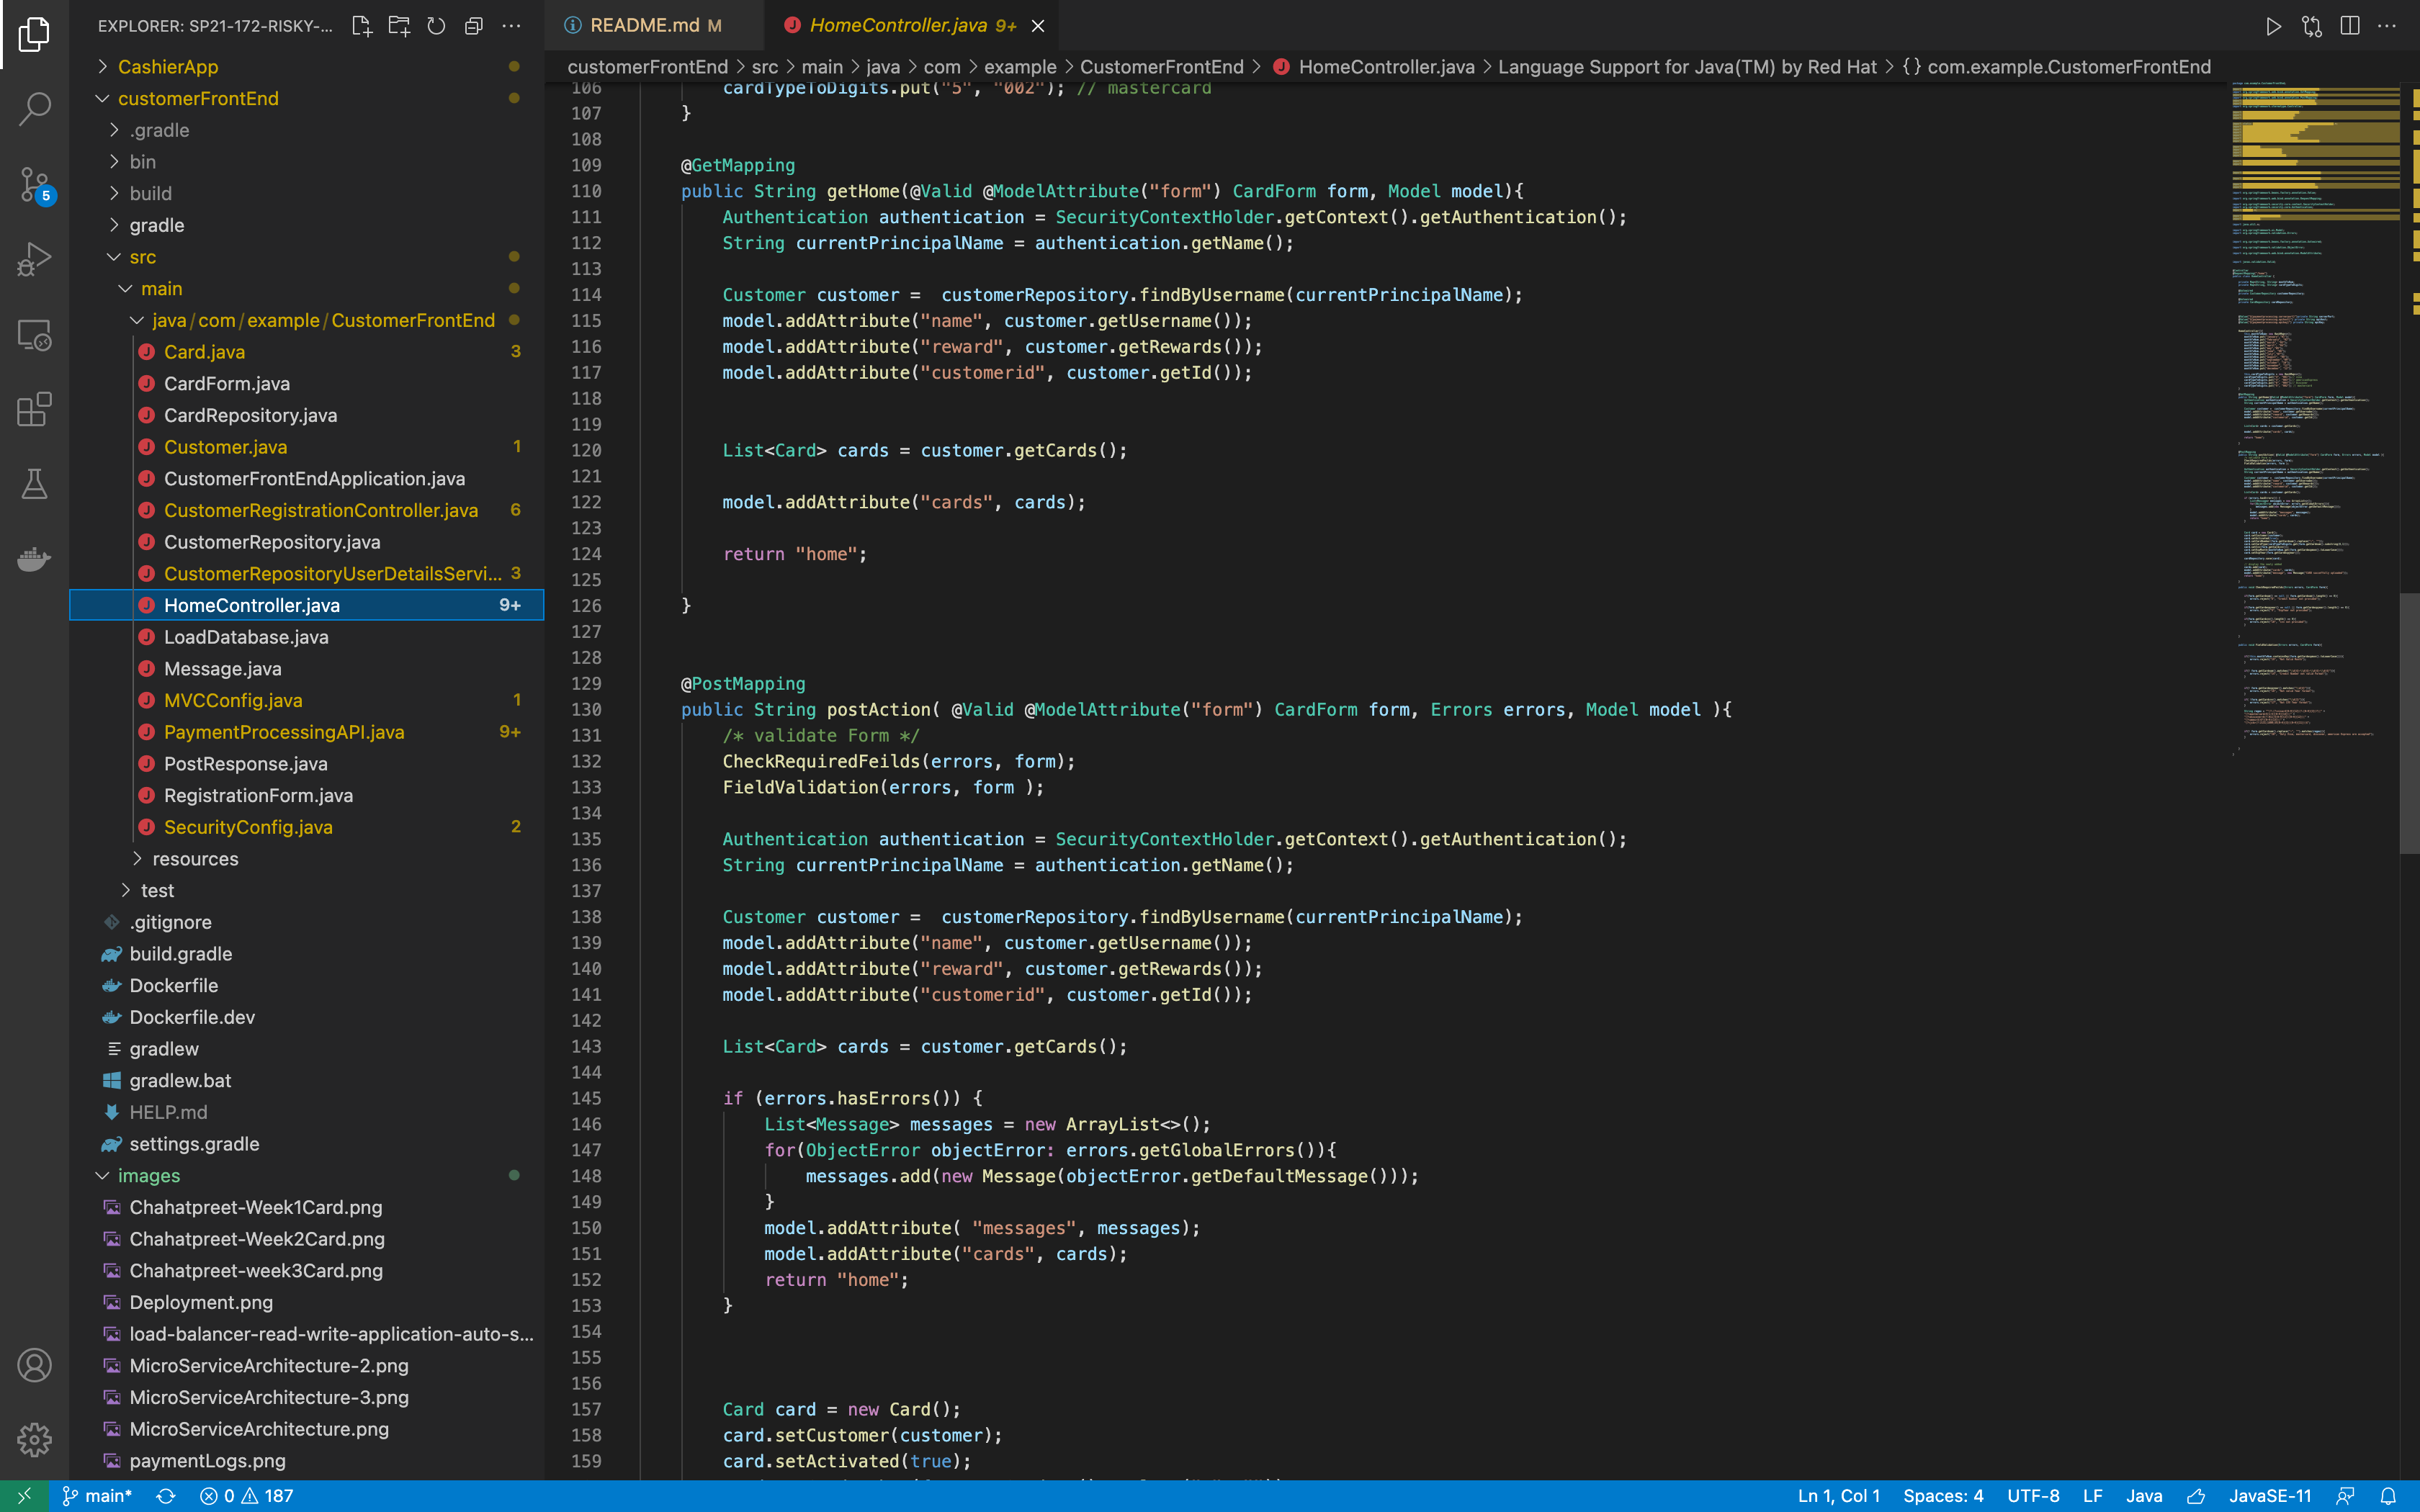 EXPLORER: SP21-172-RISKY-...
CashierApp
customerFrontEnd
.gradle
bin
build
gradle
src
main
java/com/example/CustomerFrontEnd
Card.java 3
CardForm.java
CardRepository.java
Customer.java 1
CustomerFrontEndApplication.java
CustomerRegistrationController.java 6
CustomerRepository.java
CustomerRepositoryUserDetailsServi... 3
HomeController.java 9+
LoadDatabase.java
Message.java
MVCConfig.java 1
PaymentProcessingAPI.java 9+
PostResponse.java
RegistrationForm.java
SecurityConfig.java 2
resources
test
.gitignore
build.gradle
Dockerfile
Dockerfile.dev
gradlew
gradlew.bat
HELP.md
settings.gradle
images
Chahatpreet-Week1Card.png
Chahatpreet-Week2Card.png
Chahatpreet-week3Card.png
Deployment.png
load-balancer-read-write-application-auto-s...
MicroServiceArchitecture-2.png
MicroServiceArchitecture-3.png
MicroServiceArchitecture.png
paymentLogs.png
5
README.md M
HomeController.java 9+
customerFrontEnd > src > main > java > com > example > CustomerFrontEnd > HomeController.java > Language Support for Java(TM) by Red Hat > {} com.example.CustomerFrontEnd
106 cardTypeToDigits.put("5", "002"); // mastercard
107 }
108
109 @GetMapping
110 public String getHome(@Valid @ModelAttribute("form") CardForm form, Model model){
111 Authentication authentication = SecurityContextHolder.getContext().getAuthentication();
112 String currentPrincipalName = authentication.getName();
113
114 Customer customer =  customerRepository.findByUsername(currentPrincipalName);
115 model.addAttribute("name", customer.getUsername());
116 model.addAttribute("reward", customer.getRewards());
117 model.addAttribute("customerid", customer.getId());
118
119
120 List<Card> cards = customer.getCards();
121
122 model.addAttribute("cards", cards);
123
124 return "home";
125
126 }
127
128
129 @PostMapping
130 public String postAction( @Valid @ModelAttribute("form") CardForm form, Errors errors, Model model ){
131 /* validate Form */
132 CheckRequiredFeilds(errors, form);
133 FieldValidation(errors, form );
134
135 Authentication authentication = SecurityContextHolder.getContext().getAuthentication();
136 String currentPrincipalName = authentication.getName();
137
138 Customer customer =  customerRepository.findByUsername(currentPrincipalName);
139 model.addAttribute("name", customer.getUsername());
140 model.addAttribute("reward", customer.getRewards());
141 model.addAttribute("customerid", customer.getId());
142
143 List<Card> cards = customer.getCards();
144
145 if (errors.hasErrors()) {
146 List<Message> messages = new ArrayList<>();
147 for(ObjectError objectError: errors.getGlobalErrors()){
148 messages.add(new Message(objectError.getDefaultMessage()));
149 }
150 model.addAttribute( "messages", messages);
151 model.addAttribute("cards", cards);
152 return "home";
153 }
154
155
156
157 Card card = new Card();
158 card.setCustomer(customer);
159 card.setActivated(true);
main* 0 187
Ln 1, Col 1 Spaces: 4 UTF-8 LF Java JavaSE-11